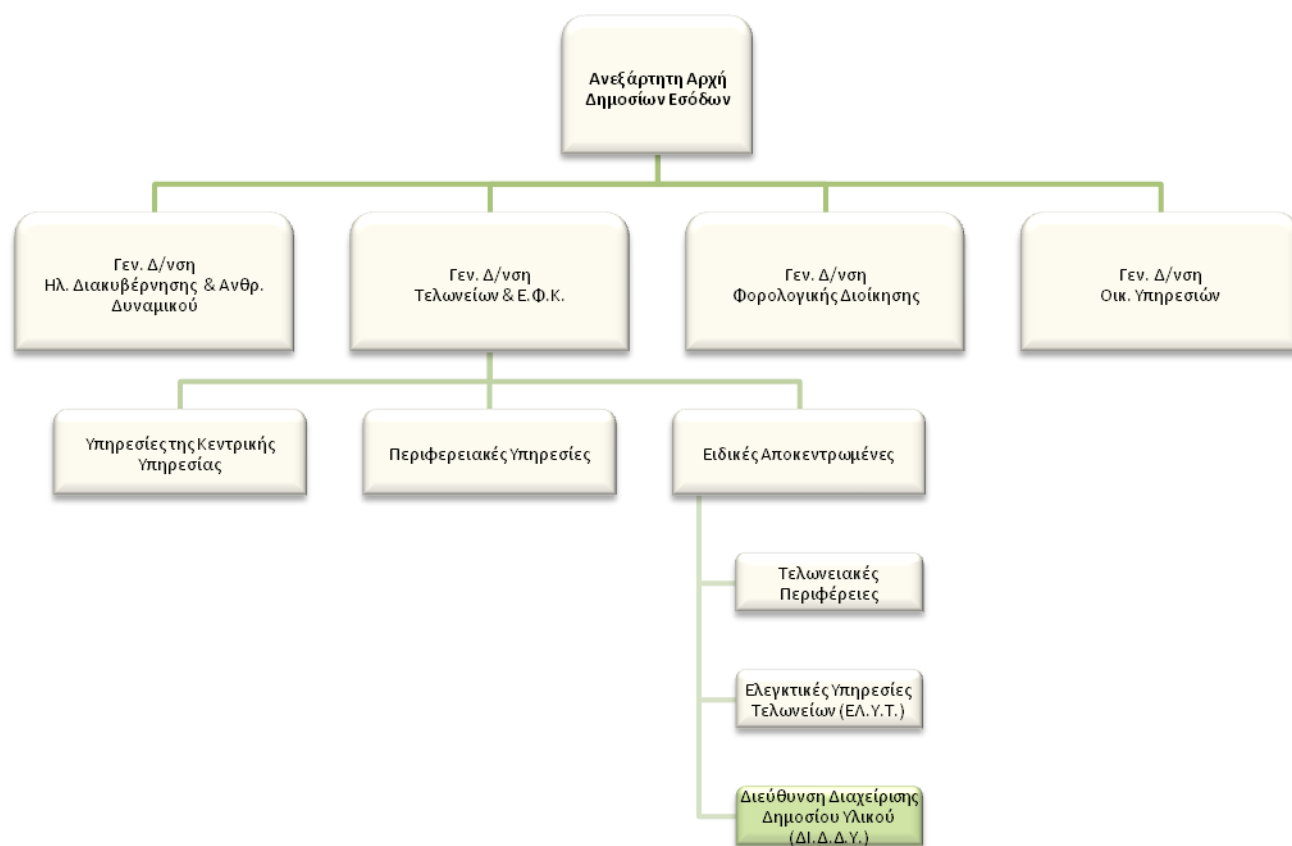 Ανεξάρτητη Αρχή
Δημοσίων Εσόδων
Γεν. Δ/νση
Ηλ. Διακυβέρνησης & Ανθρ.
Δυναμικού
Γεν. Δ/νση
Τελωνείων & Ε.Φ.Κ.
Γεν. Δ/νση
Φορολογικής Διοίκησης
Γεν. Δ/νση
Οικ. Υπηρεσιών
Υπηρεσίες της Κεντρικής
Υπηρεσίας
Περιφερειακές Υπηρεσίες
Ειδικές Αποκεντρωμένες
Τελωνειακές
Περιφέρειες
Ελεγκτικές Υπηρεσίες
Τελωνείων (ΕΛ.Υ.Τ.)
Διεύθυνση Διαχείρισης
Δημοσίου Υλικού
(ΔΙ.Δ.Δ.Υ.)